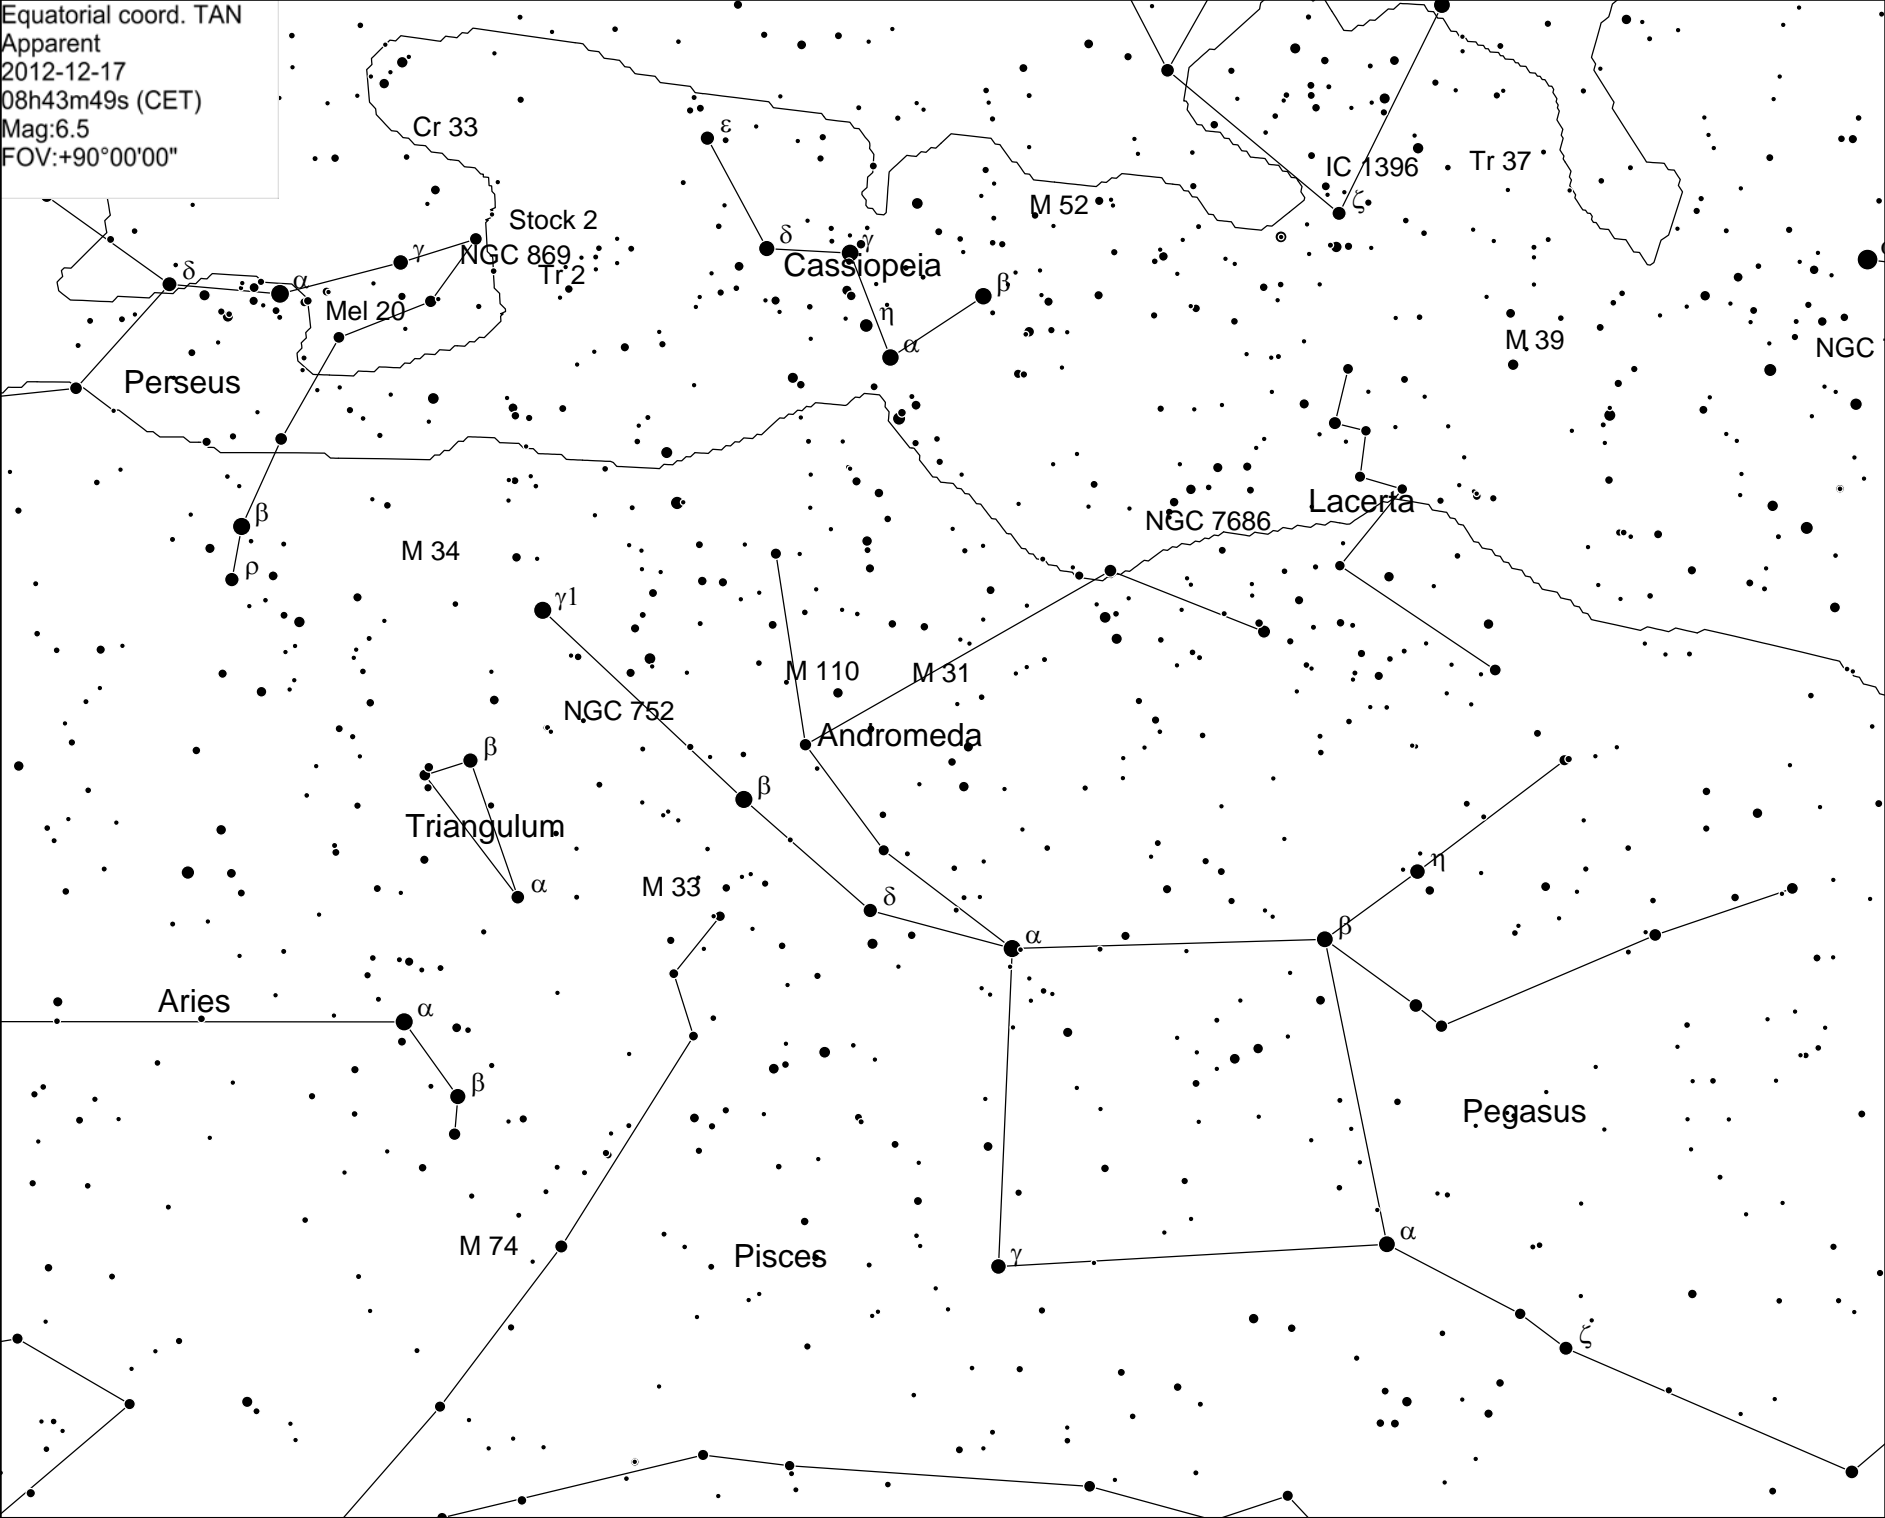 Equatorial coord. TAN
Apparent
2012-12-17
08h43m49s (CET)
Mag:6.5
FOV:+90°00'00"
Cr 33
ε
IC 1396
Tr 37
ζ
M 52
Stock 2
γ
NGC 869
Tr 2
δ
γ
Cassiopeia
δ
α
Mel 20
β
η
α
M 39
NGC
Perseus
Lacerta
NGC 7686
β
M 34
ρ
γ1
M 110
M 31
NGC 752
Andromeda
β
β
Triangulum
α
M 33
δ
η
α
β
Aries
α
β
Pegasus
α
M 74
Pisces
γ
ζ